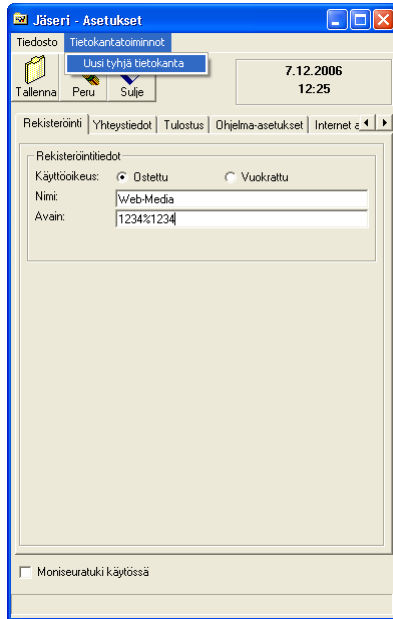 Jäseri - Asetukset
Tiedosto Tietokantatoiminnot
Uusi tyhjä tietokanta
Tallenna Peru Sulje
7.12.2006
12:25
Rekisteröinti Yhteystiedot Tulostus Ohjelma-asetukset Internet
Rekisteröintitiedot
Käyttöoikeus: Ostettu Vuokrattu
Nimi: Web-Media
Avain: 1234%1234
Moniseuratuki käytössä